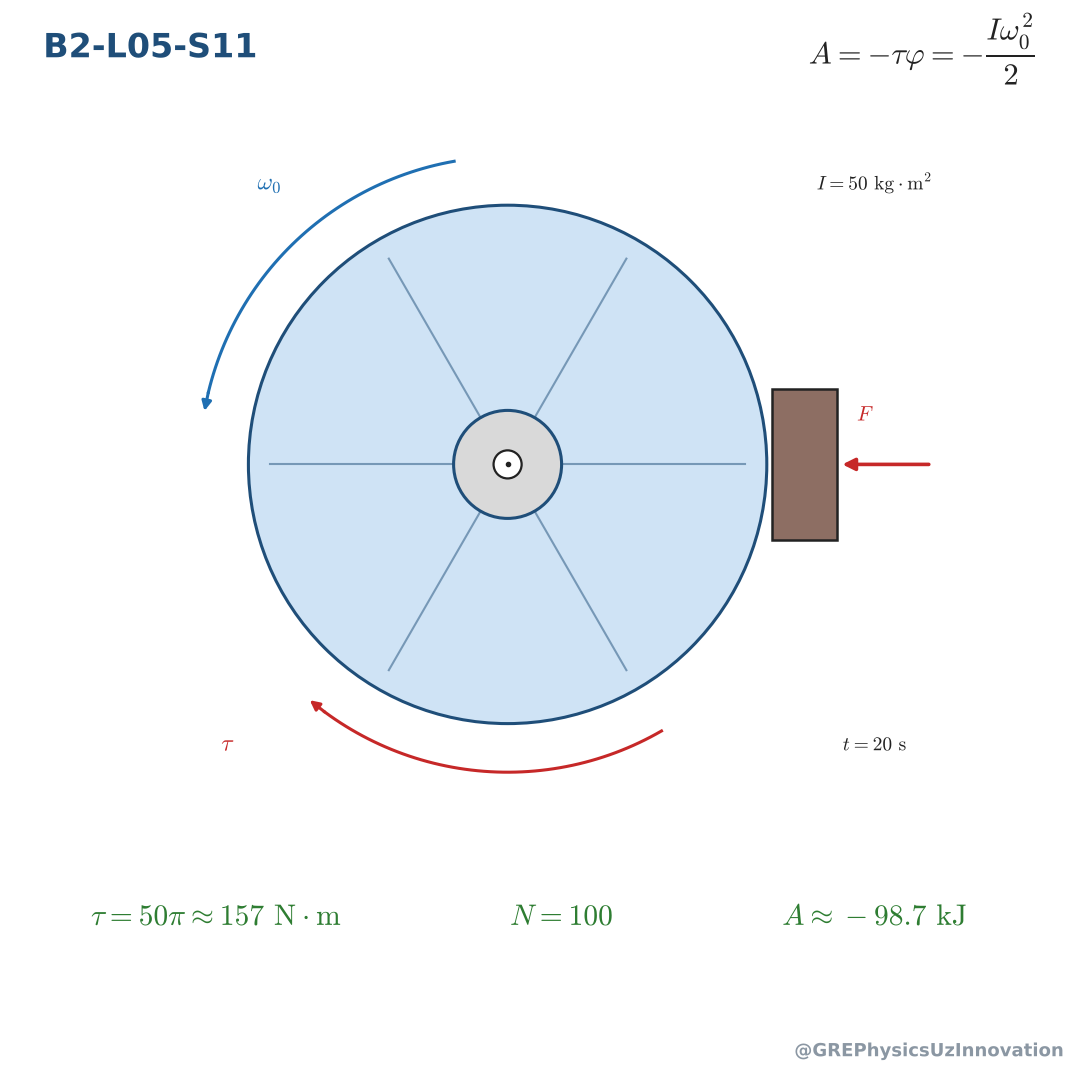 B2-L05-S11
A = −τφ = −Iω₀²/2
ω₀
I = 50 kg · m²
F
τ
t = 20 s
τ = 50π ≈ 157 N · m
N = 100
A ≈ − 98.7 kJ
@GREPhysicsUzInnovation